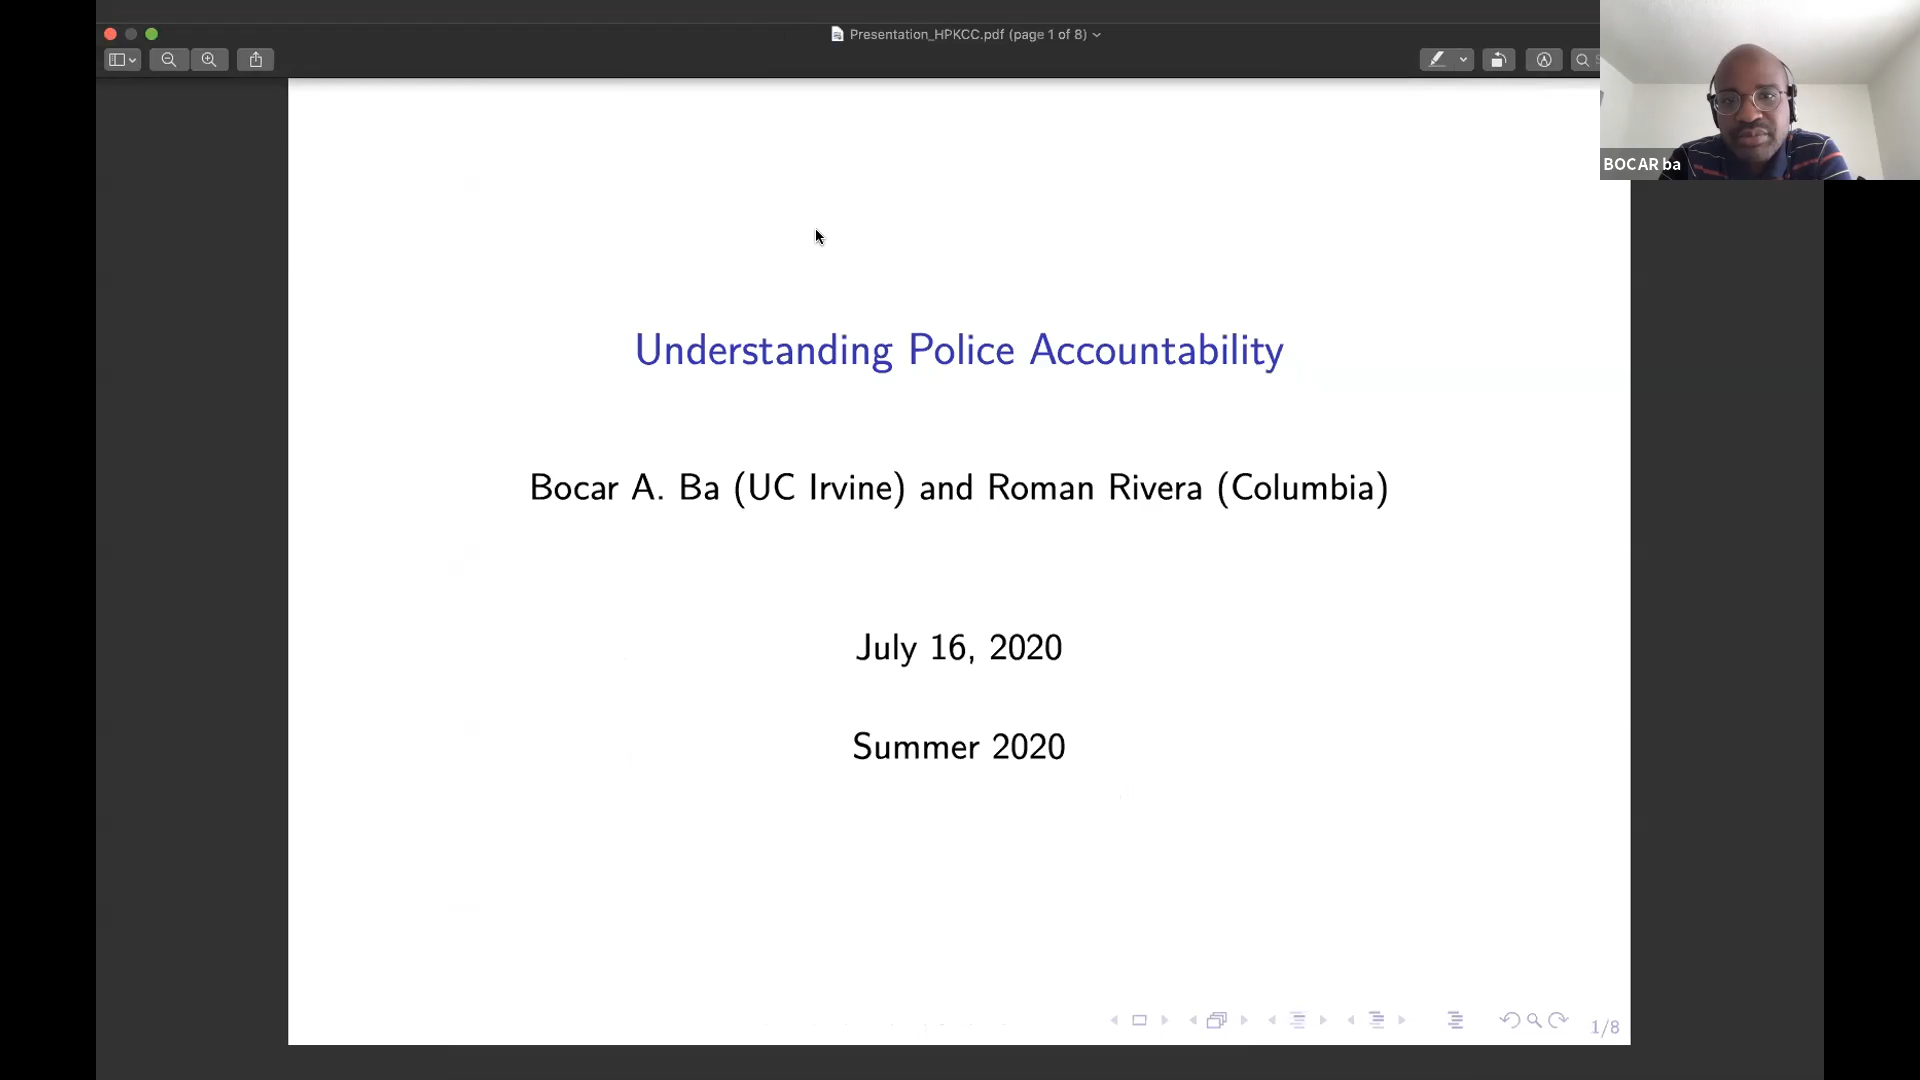 Presentation_HPKCC.pdf (page 1 of 8)
BOCAR ba
Understanding Police Accountability
Bocar A. Ba (UC Irvine) and Roman Rivera (Columbia)
July 16, 2020
Summer 2020
1/8